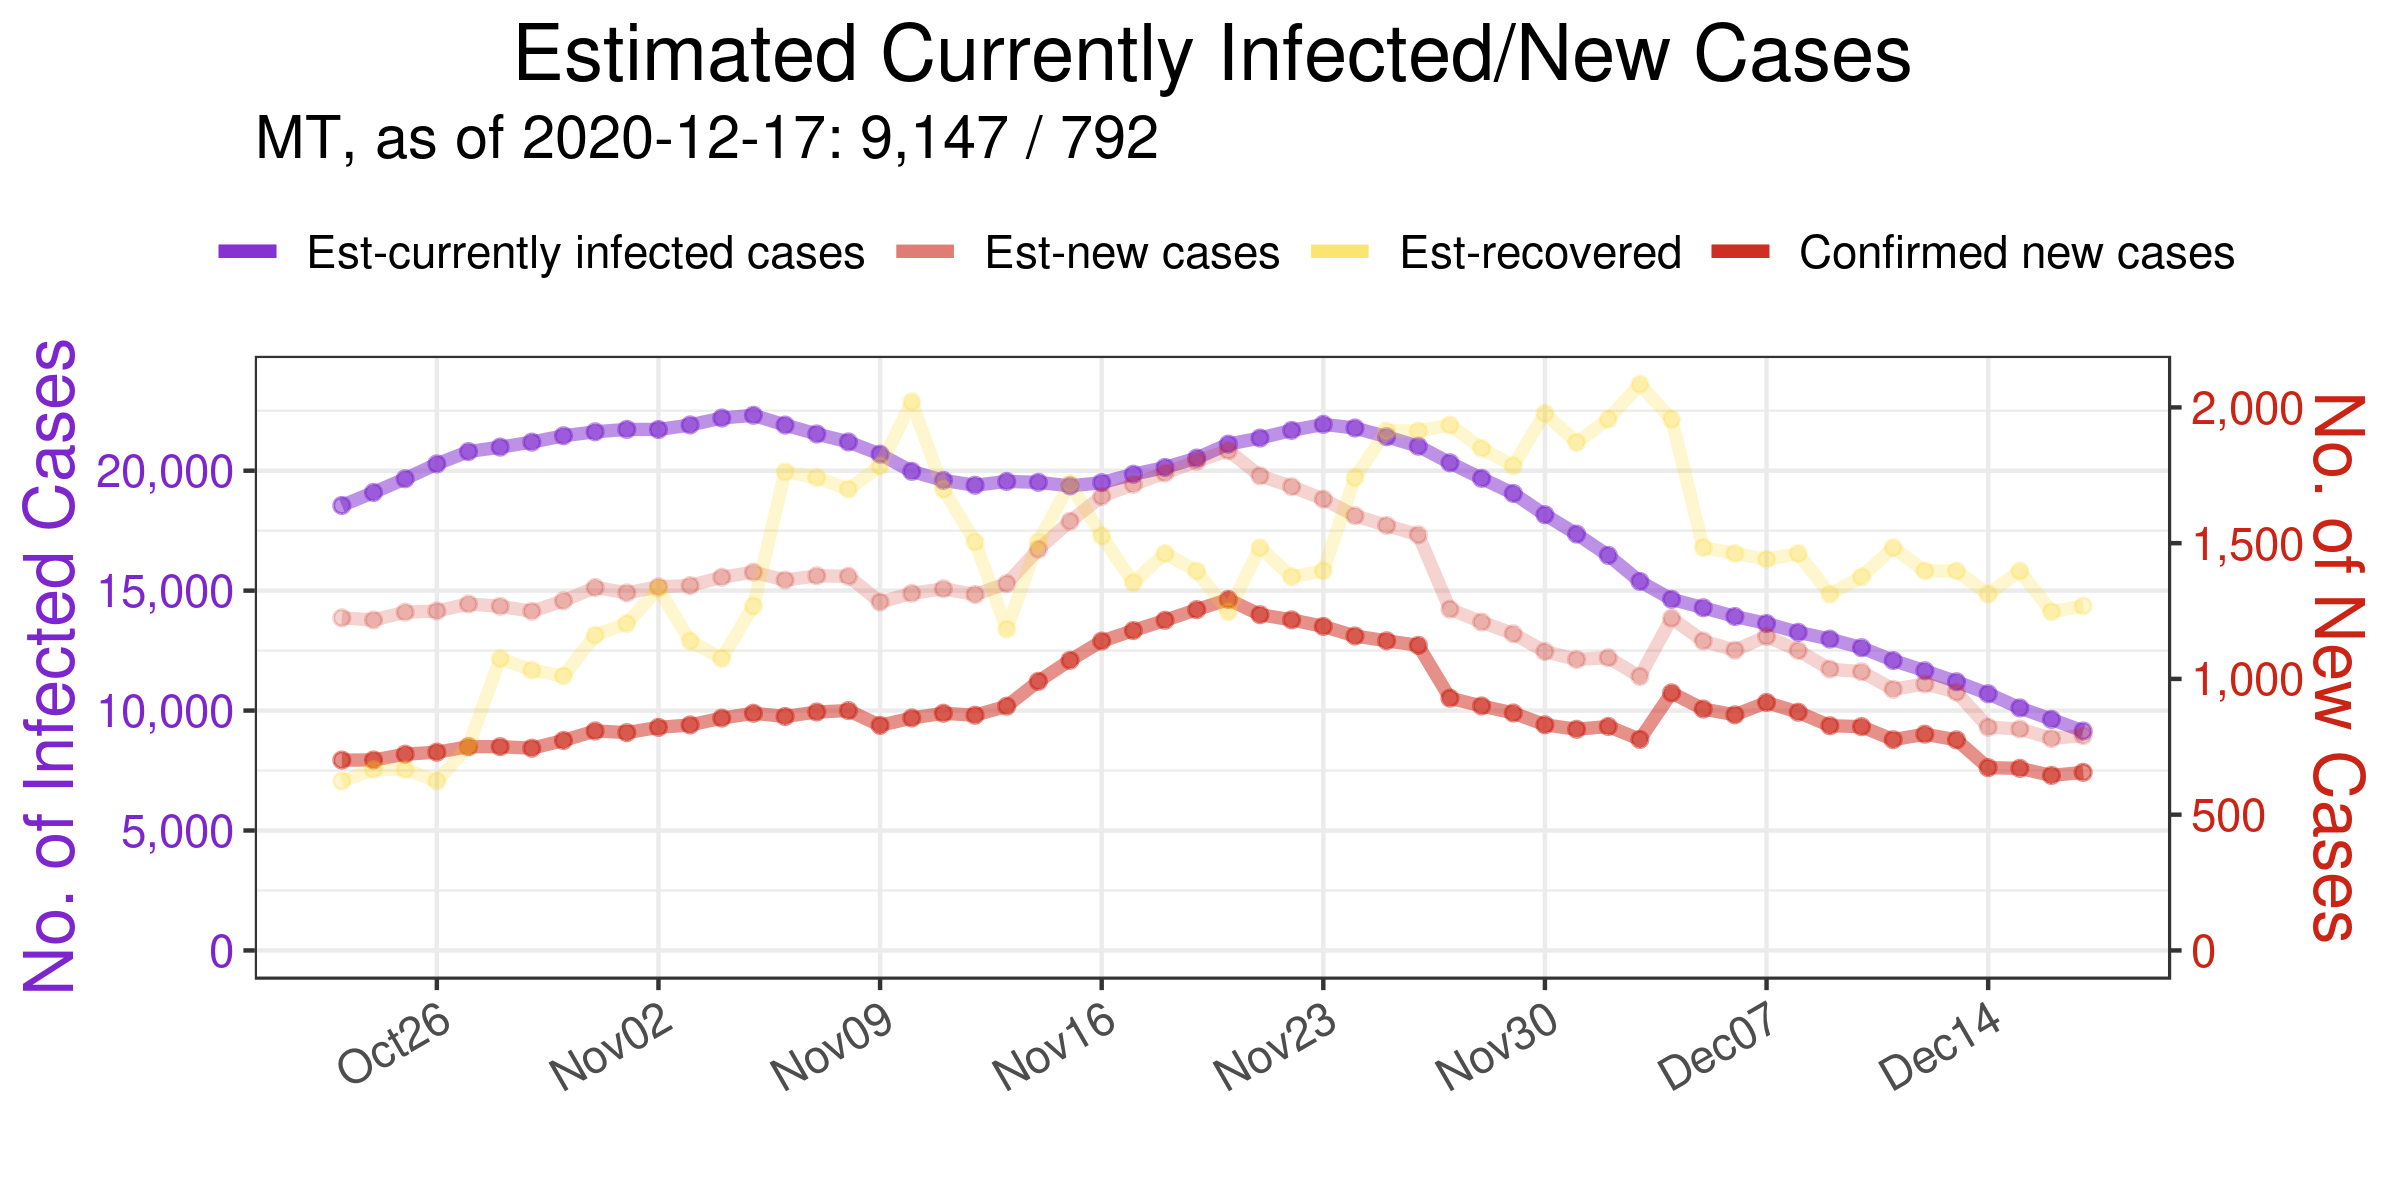 Estimated Currently Infected/New Cases
MT, as of 2020-12-17: 9,147 / 792
Est-currently infected cases Est-new cases Est-recovered Confirmed new cases
No. of Infected Cases
20,000
15,000
10,000
5,000
0
2,000
1,500
1,000
500
0
No. of New Cases
Oct26 Nov02 Nov09 Nov16 Nov23 Nov30 Dec07 Dec14